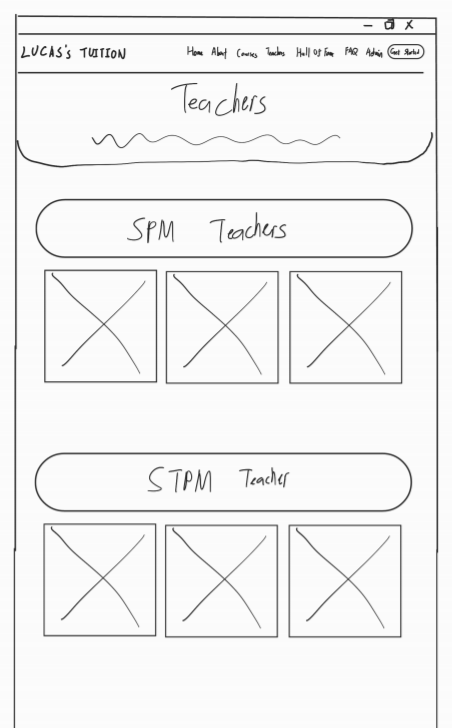 LUCAS's TUITION Home About Courses Teachers Hall Of Fame FAQ Admin Get Started
Teachers
SPM Teachers
STPM Teacher